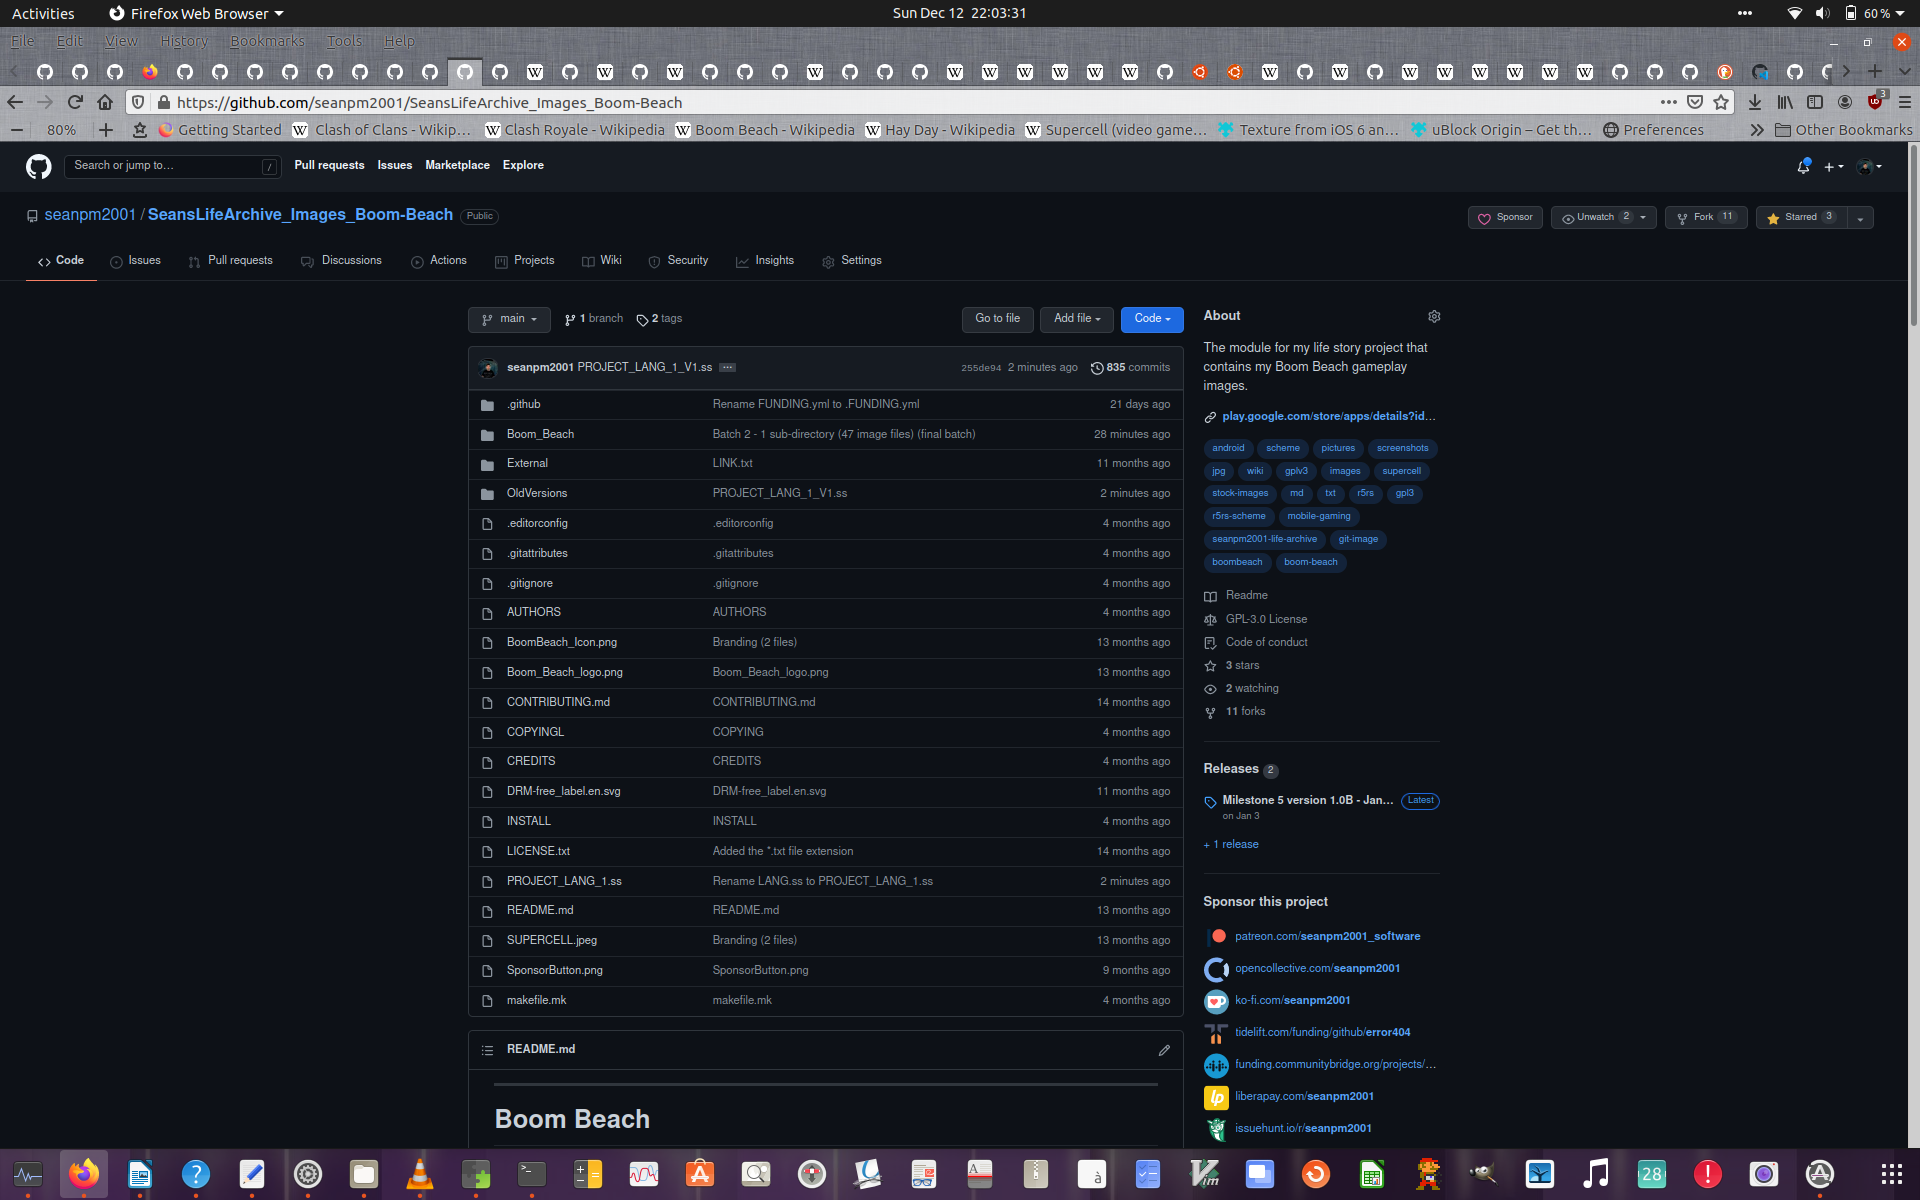 Activities
Firefox Web Browser
Sun Dec 12 22:03:31
60 %
File Edit View History Bookmarks Tools Help
https://github.com/seanpm2001/SeansLifeArchive_Images_Boom-Beach
3
80%
Getting Started
Clash of Clans - Wikip…
Clash Royale - Wikipedia
Boom Beach - Wikipedia
Hay Day - Wikipedia
Supercell (video game…
Texture from iOS 6 an…
uBlock Origin – Get th…
Preferences
Other Bookmarks
Search or jump to…
/
Pull requests
Issues
Marketplace
Explore
seanpm2001 / SeansLifeArchive_Images_Boom-Beach
Public
Sponsor
Unwatch 2
Fork 11
Starred 3
Code
Issues
Pull requests
Discussions
Actions
Projects
Wiki
Security
Insights
Settings
main
1 branch
2 tags
Go to file
Add file
Code
seanpm2001 PROJECT_LANG_1_V1.ss
255de94 2 minutes ago
835 commits
.github Rename FUNDING.yml to .FUNDING.yml 21 days ago
Boom_Beach Batch 2 - 1 sub-directory (47 image files) (final batch) 28 minutes ago
External LINK.txt 11 months ago
OldVersions PROJECT_LANG_1_V1.ss 2 minutes ago
.editorconfig .editorconfig 4 months ago
.gitattributes .gitattributes 4 months ago
.gitignore .gitignore 4 months ago
AUTHORS AUTHORS 4 months ago
BoomBeach_Icon.png Branding (2 files) 13 months ago
Boom_Beach_logo.png Boom_Beach_logo.png 13 months ago
CONTRIBUTING.md CONTRIBUTING.md 14 months ago
COPYINGL COPYING 4 months ago
CREDITS CREDITS 4 months ago
DRM-free_label.en.svg DRM-free_label.en.svg 11 months ago
INSTALL INSTALL 4 months ago
LICENSE.txt Added the *.txt file extension 14 months ago
PROJECT_LANG_1.ss Rename LANG.ss to PROJECT_LANG_1.ss 2 minutes ago
README.md README.md 13 months ago
SUPERCELL.jpeg Branding (2 files) 13 months ago
SponsorButton.png SponsorButton.png 9 months ago
makefile.mk makefile.mk 4 months ago
README.md
Boom Beach
About
The module for my life story project that
contains my Boom Beach gameplay
images.
play.google.com/store/apps/details?id…
android scheme pictures screenshots
jpg wiki gplv3 images supercell
stock-images md txt r5rs gpl3
r5rs-scheme mobile-gaming
seanpm2001-life-archive git-image
boombeach boom-beach
Readme
GPL-3.0 License
Code of conduct
3 stars
2 watching
11 forks
Releases 2
Milestone 5 version 1.0B - Jan… Latest
on Jan 3
+ 1 release
Sponsor this project
patreon.com/seanpm2001_software
opencollective.com/seanpm2001
ko-fi.com/seanpm2001
tidelift.com/funding/github/error404
funding.communitybridge.org/projects/…
lp
liberapay.com/seanpm2001
issuehunt.io/r/seanpm2001
28